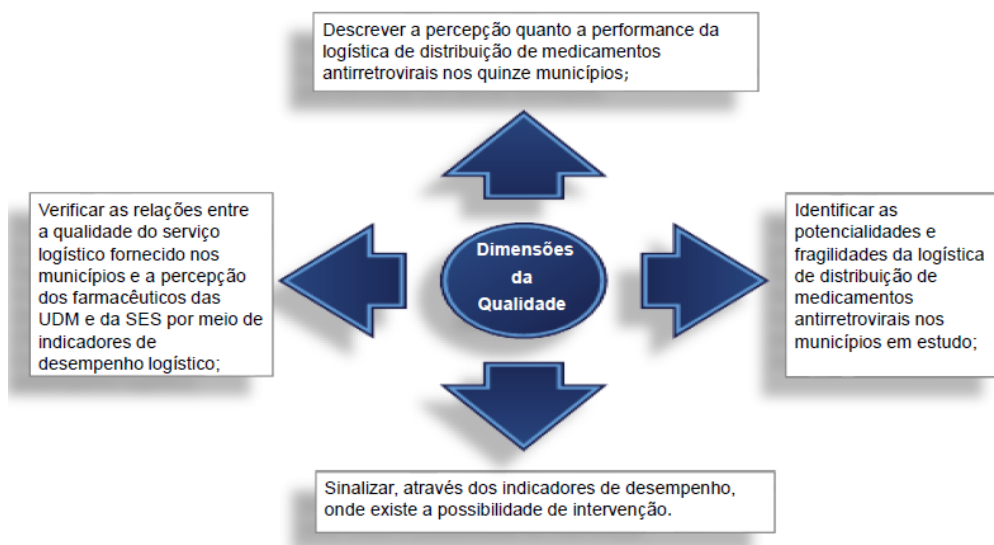 Descrever a percepção quanto a performance da
logística de distribuição de medicamentos
antirretrovirais nos quinze municípios;
Verificar as relações entre
a qualidade do serviço
logístico fornecido nos
municípios e a percepção
dos farmacêuticos das
UDM e da SES por meio de
indicadores de
desempenho logístico;
Dimensões
da
Qualidade
Identificar as
potencialidades e
fragilidades da logística
de distribuição de
medicamentos
antirretrovirais nos
municípios em estudo;
Sinalizar, através dos indicadores de desempenho,
onde existe a possibilidade de intervenção.